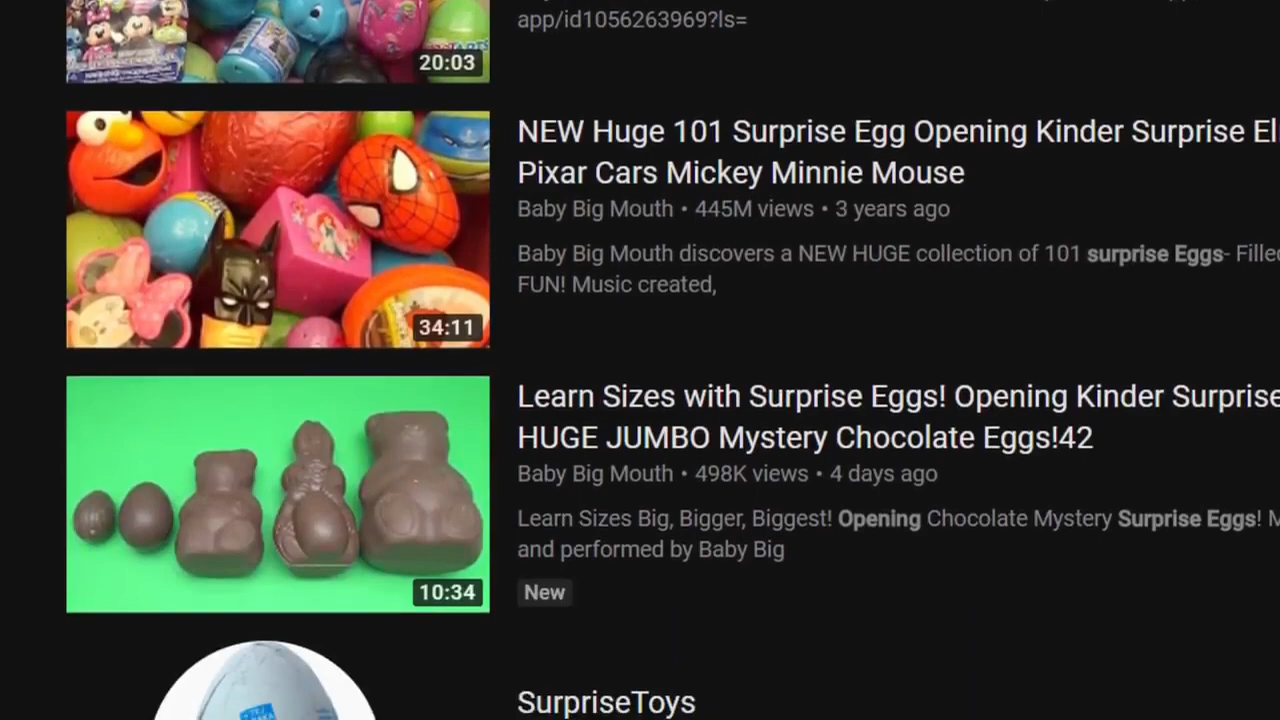 app/id1056263969?ls=
20:03
NEW Huge 101 Surprise Egg Opening Kinder Surprise El
Pixar Cars Mickey Minnie Mouse
Baby Big Mouth • 445M views • 3 years ago
Baby Big Mouth discovers a NEW HUGE collection of 101 surprise Eggs- Filled
FUN! Music created,
34:11
Learn Sizes with Surprise Eggs! Opening Kinder Surprise
HUGE JUMBO Mystery Chocolate Eggs!42
Baby Big Mouth • 498K views • 4 days ago
Learn Sizes Big, Bigger, Biggest! Opening Chocolate Mystery Surprise Eggs! M
and performed by Baby Big
New
10:34
SurpriseToys